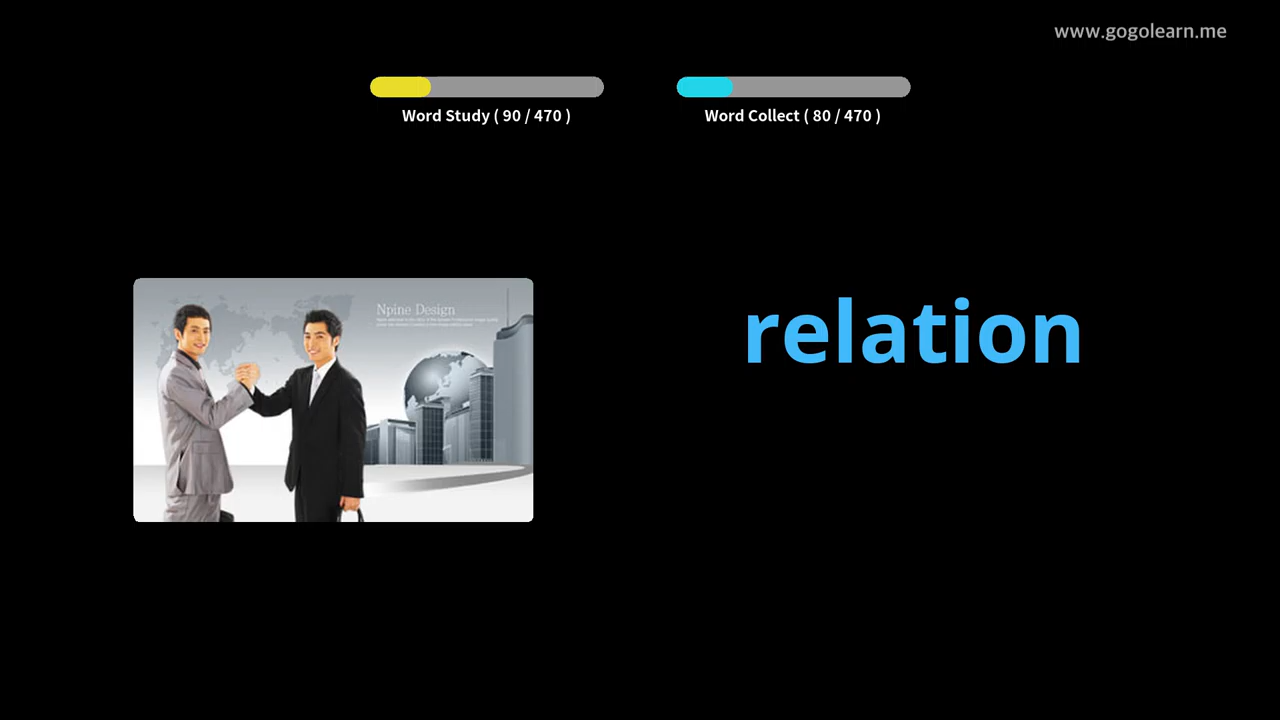 www.gogolearn.me
Word Study ( 90 / 470 )
Word Collect ( 80 / 470 )
Npine Design
relation